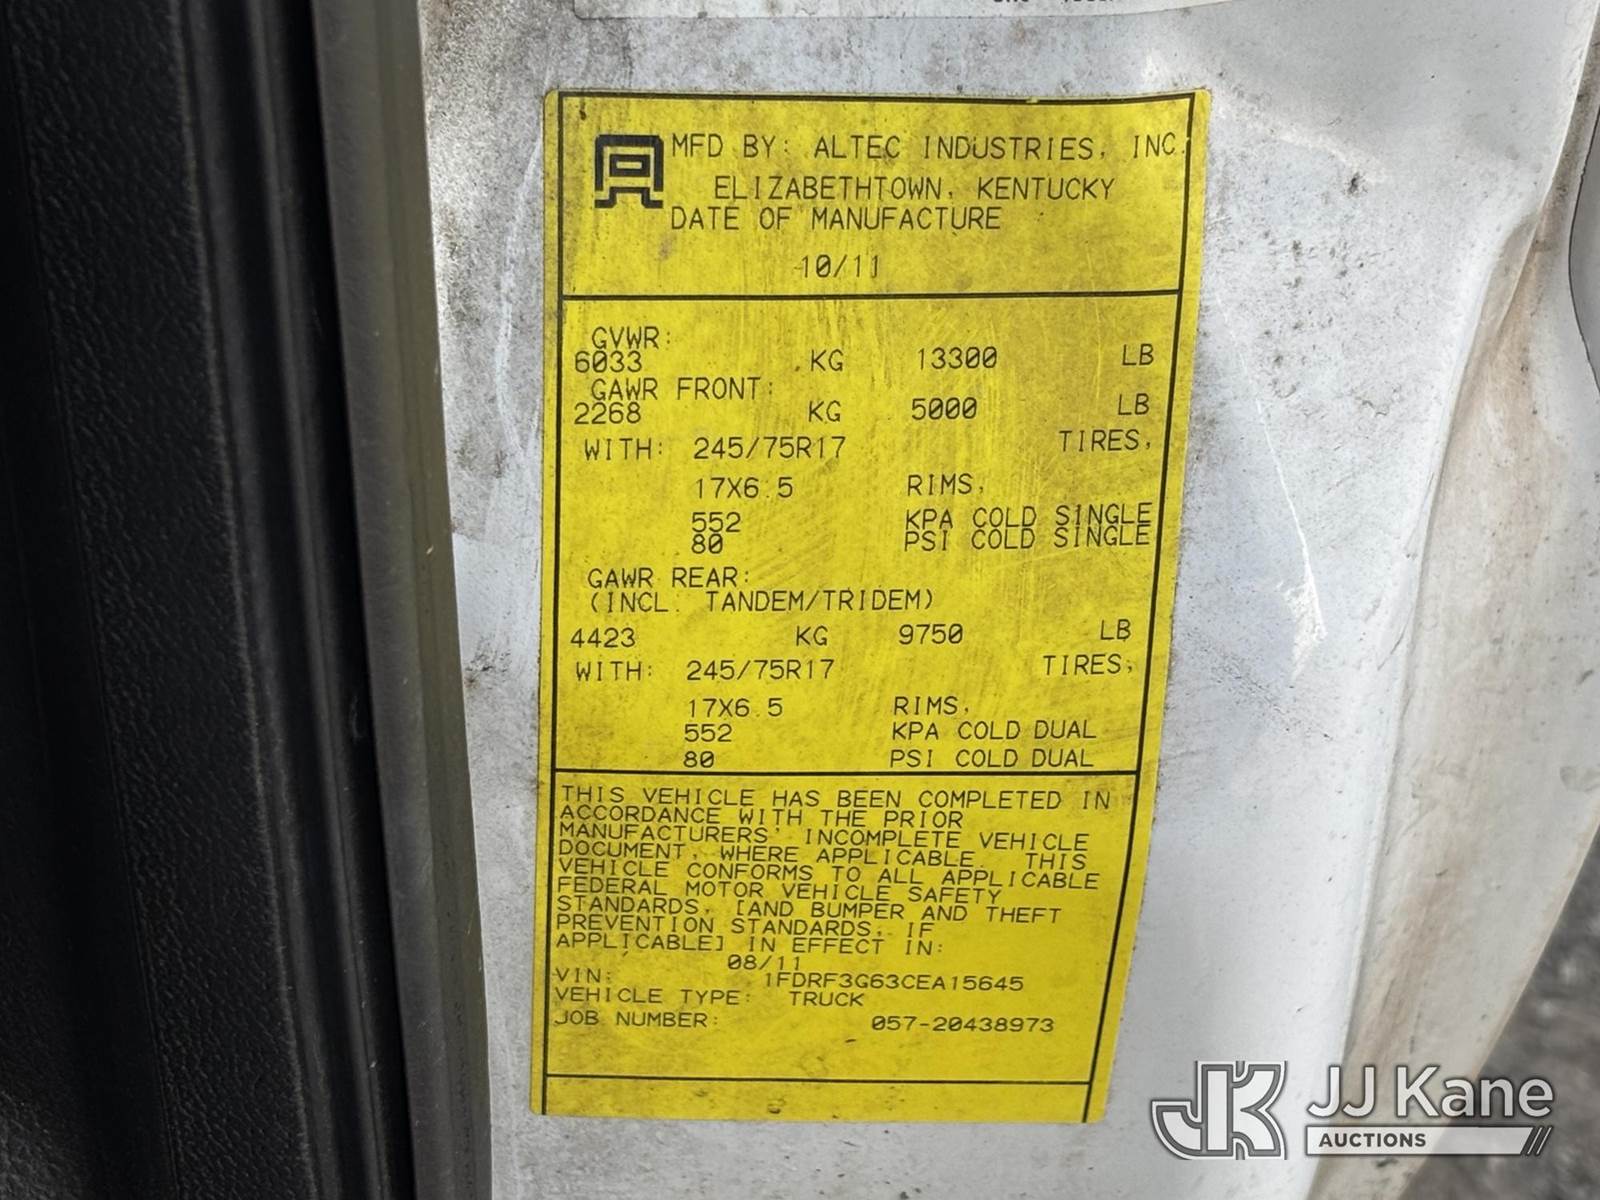 MFD BY: ALTEC INDUSTRIES, INC.
ELIZABETHTOWN, KENTUCKY
DATE OF MANUFACTURE
10/11
GVWR:
6033 KG 13300 LB
GAWR FRONT:
2268 KG 5000 LB
WITH: 245/75R17 TIRES,
17X6.5 RIMS,
552 KPA COLD SINGLE
80 PSI COLD SINGLE
GAWR REAR:
(INCL. TANDEM/TRIDEM)
4423 KG 9750 LB
WITH: 245/75R17 TIRES,
17X6.5 RIMS,
552 KPA COLD DUAL
80 PSI COLD DUAL
THIS VEHICLE HAS BEEN COMPLETED IN
ACCORDANCE WITH THE PRIOR
MANUFACTURERS' INCOMPLETE VEHICLE
DOCUMENT, WHERE APPLICABLE. THIS
VEHICLE CONFORMS TO ALL APPLICABLE
FEDERAL MOTOR VEHICLE SAFETY
STANDARDS, [AND BUMPER AND THEFT
PREVENTION STANDARDS, IF
APPLICABLE] IN EFFECT IN:
08/11
VIN: 1FDRF3G63CEA15645
VEHICLE TYPE: TRUCK
JOB NUMBER: 057-20438973
JK JJ Kane
AUCTIONS